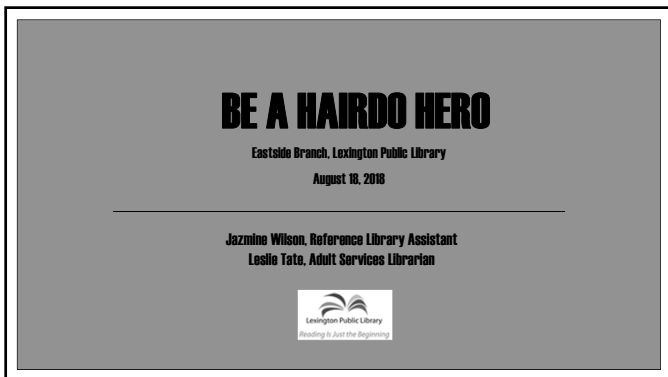 BE A HAIRDO HERO
Eastside Branch, Lexington Public Library
August 18, 2018
Jazmine Wilson, Reference Library Assistant
Leslie Tate, Adult Services Librarian
Lexington Public Library
Reading Is Just the Beginning